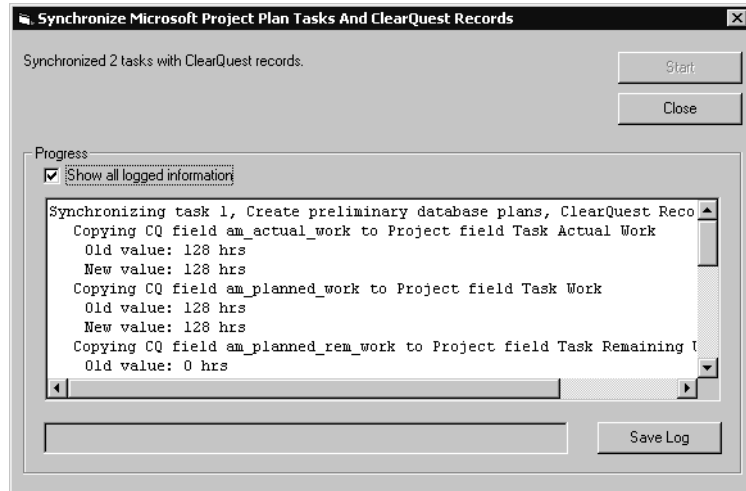 Synchronize Microsoft Project Plan Tasks And ClearQuest Records
Synchronized 2 tasks with ClearQuest records.
Start
Close
Progress
Show all logged information
Synchronizing task 1, Create preliminary database plans, ClearQuest Reco
Copying CQ field am_actual_work to Project field Task Actual Work
Old value: 128 hrs
New value: 128 hrs
Copying CQ field am_planned_work to Project field Task Work
Old value: 128 hrs
New value: 128 hrs
Copying CQ field am_planned_rem_work to Project field Task Remaining
Old value: 0 hrs
Save Log